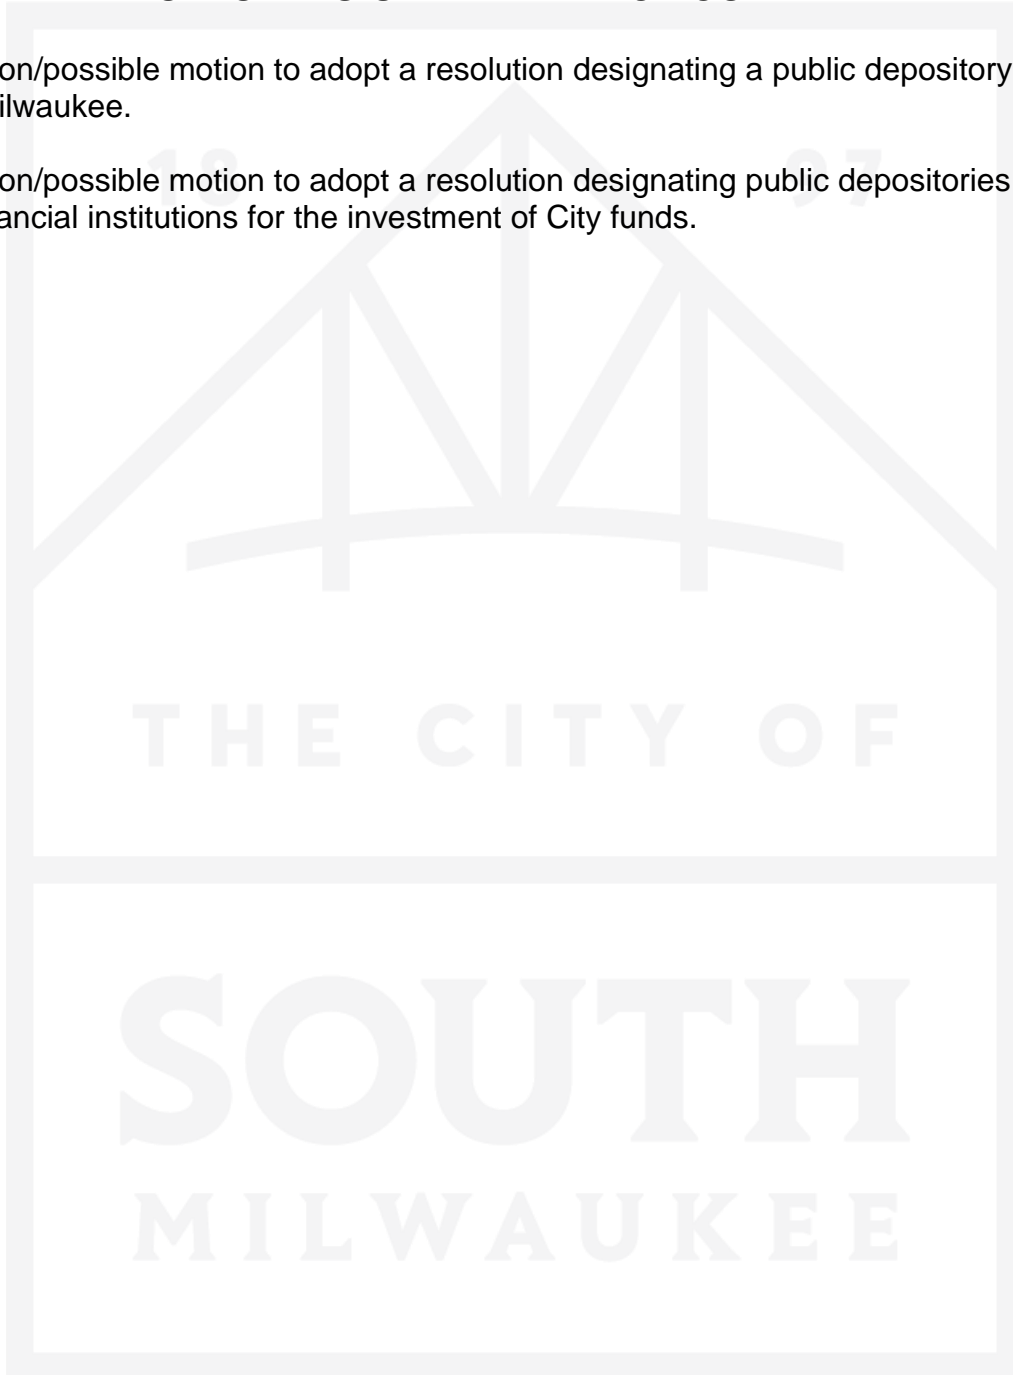 on/possible motion to adopt a resolution designating a public depository
ilwaukee.
on/possible motion to adopt a resolution designating public depositories
ancial institutions for the investment of City funds.
18 97
THE CITY OF
SOUTH
MILWAUKEE